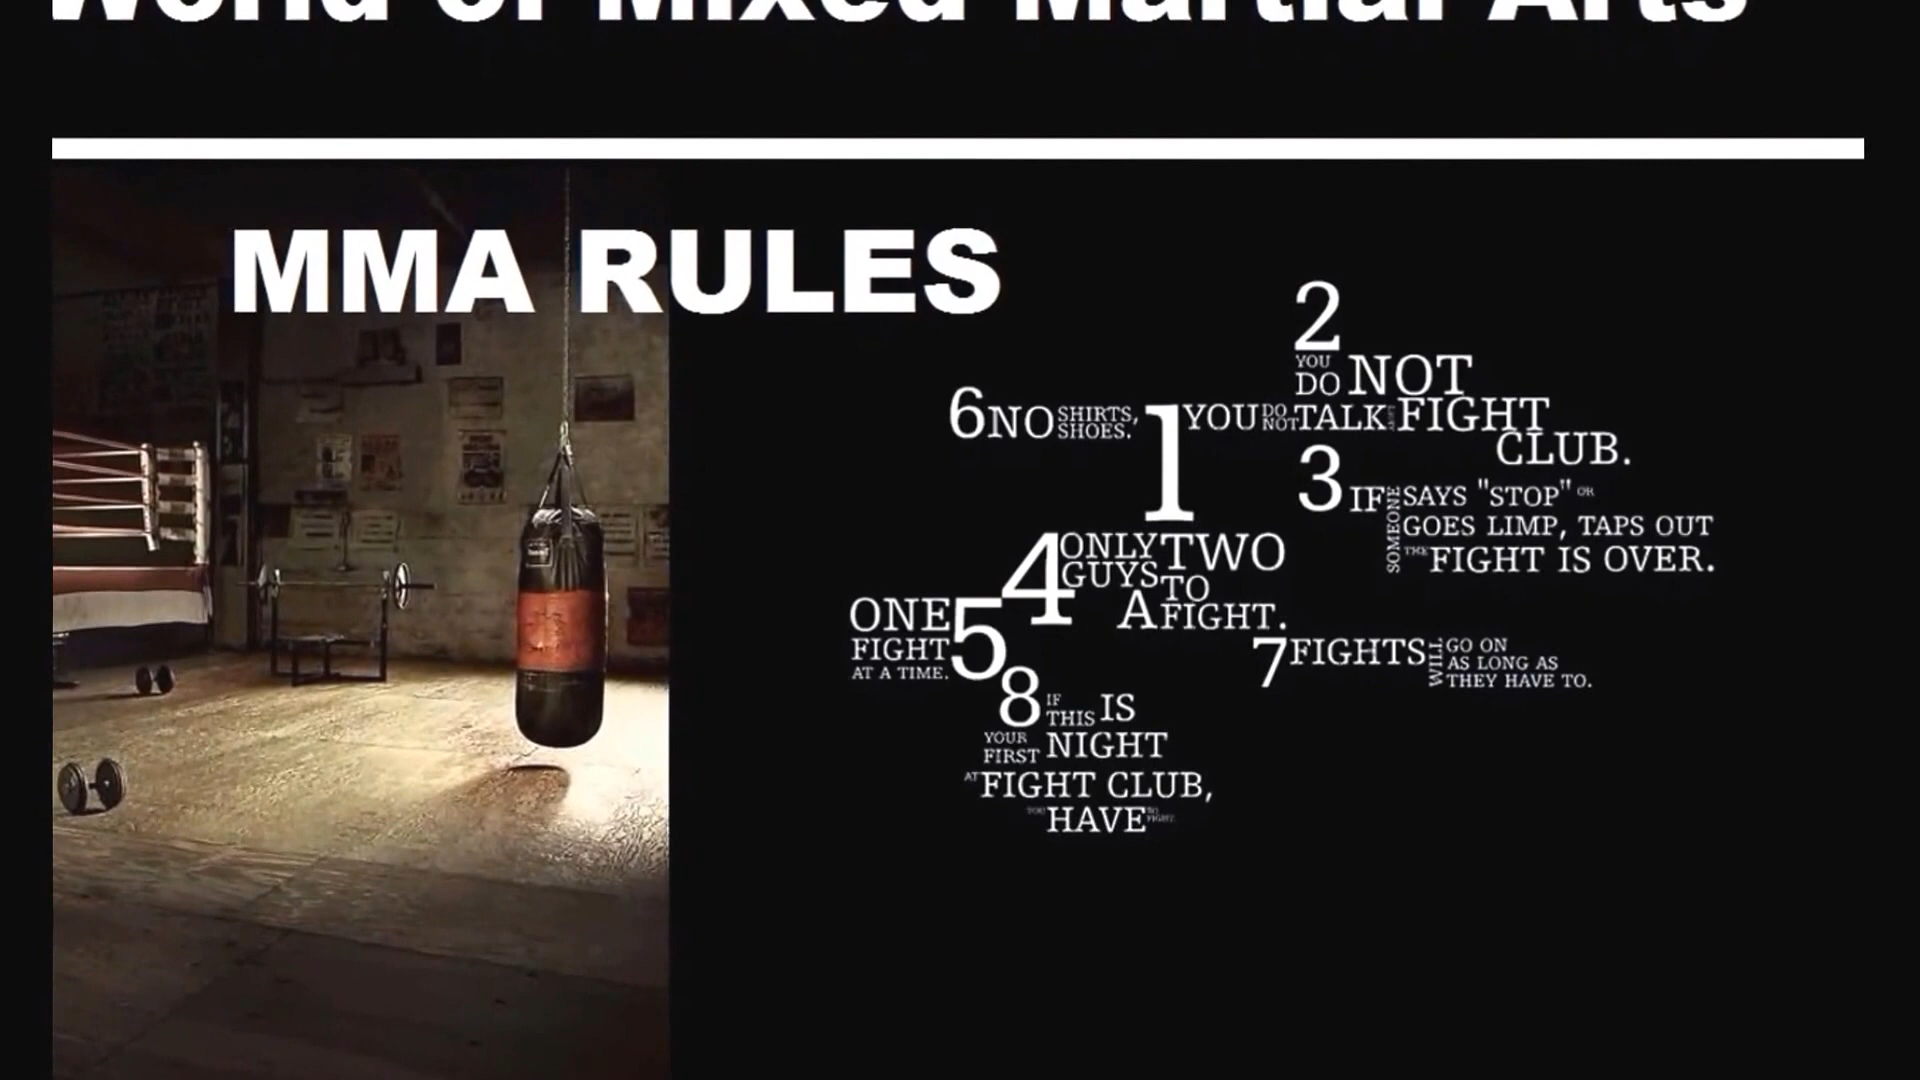 World of Mixed Martial Arts
MMA RULES
2
YOU
DO NOT
6 NO SHIRTS, SHOES.
1 YOU DO NOT TALK FIGHT
CLUB.
3 IF SOMEONE SAYS "STOP" OR
GOES LIMP, TAPS OUT
THE FIGHT IS OVER.
4 ONLY TWO
GUYS TO
A FIGHT.
ONE
FIGHT
AT A TIME.
5
7 FIGHTS WILL GO ON
AS LONG AS
THEY HAVE TO.
8 IF
THIS IS
YOUR
FIRST NIGHT
AT FIGHT CLUB,
YOU HAVE TO FIGHT